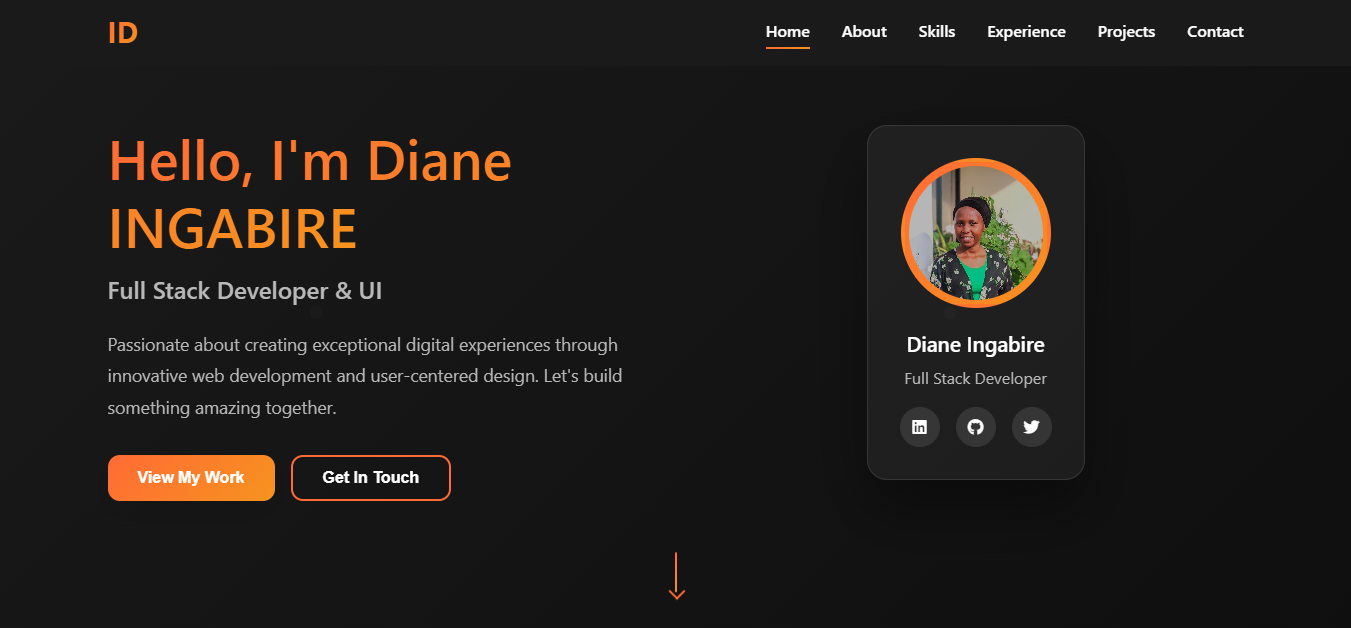 ID
Home About Skills Experience Projects Contact
Hello, I'm Diane
INGABIRE
Full Stack Developer & UI
Passionate about creating exceptional digital experiences through
innovative web development and user-centered design. Let's build
something amazing together.
View My Work Get In Touch
Diane Ingabire
Full Stack Developer